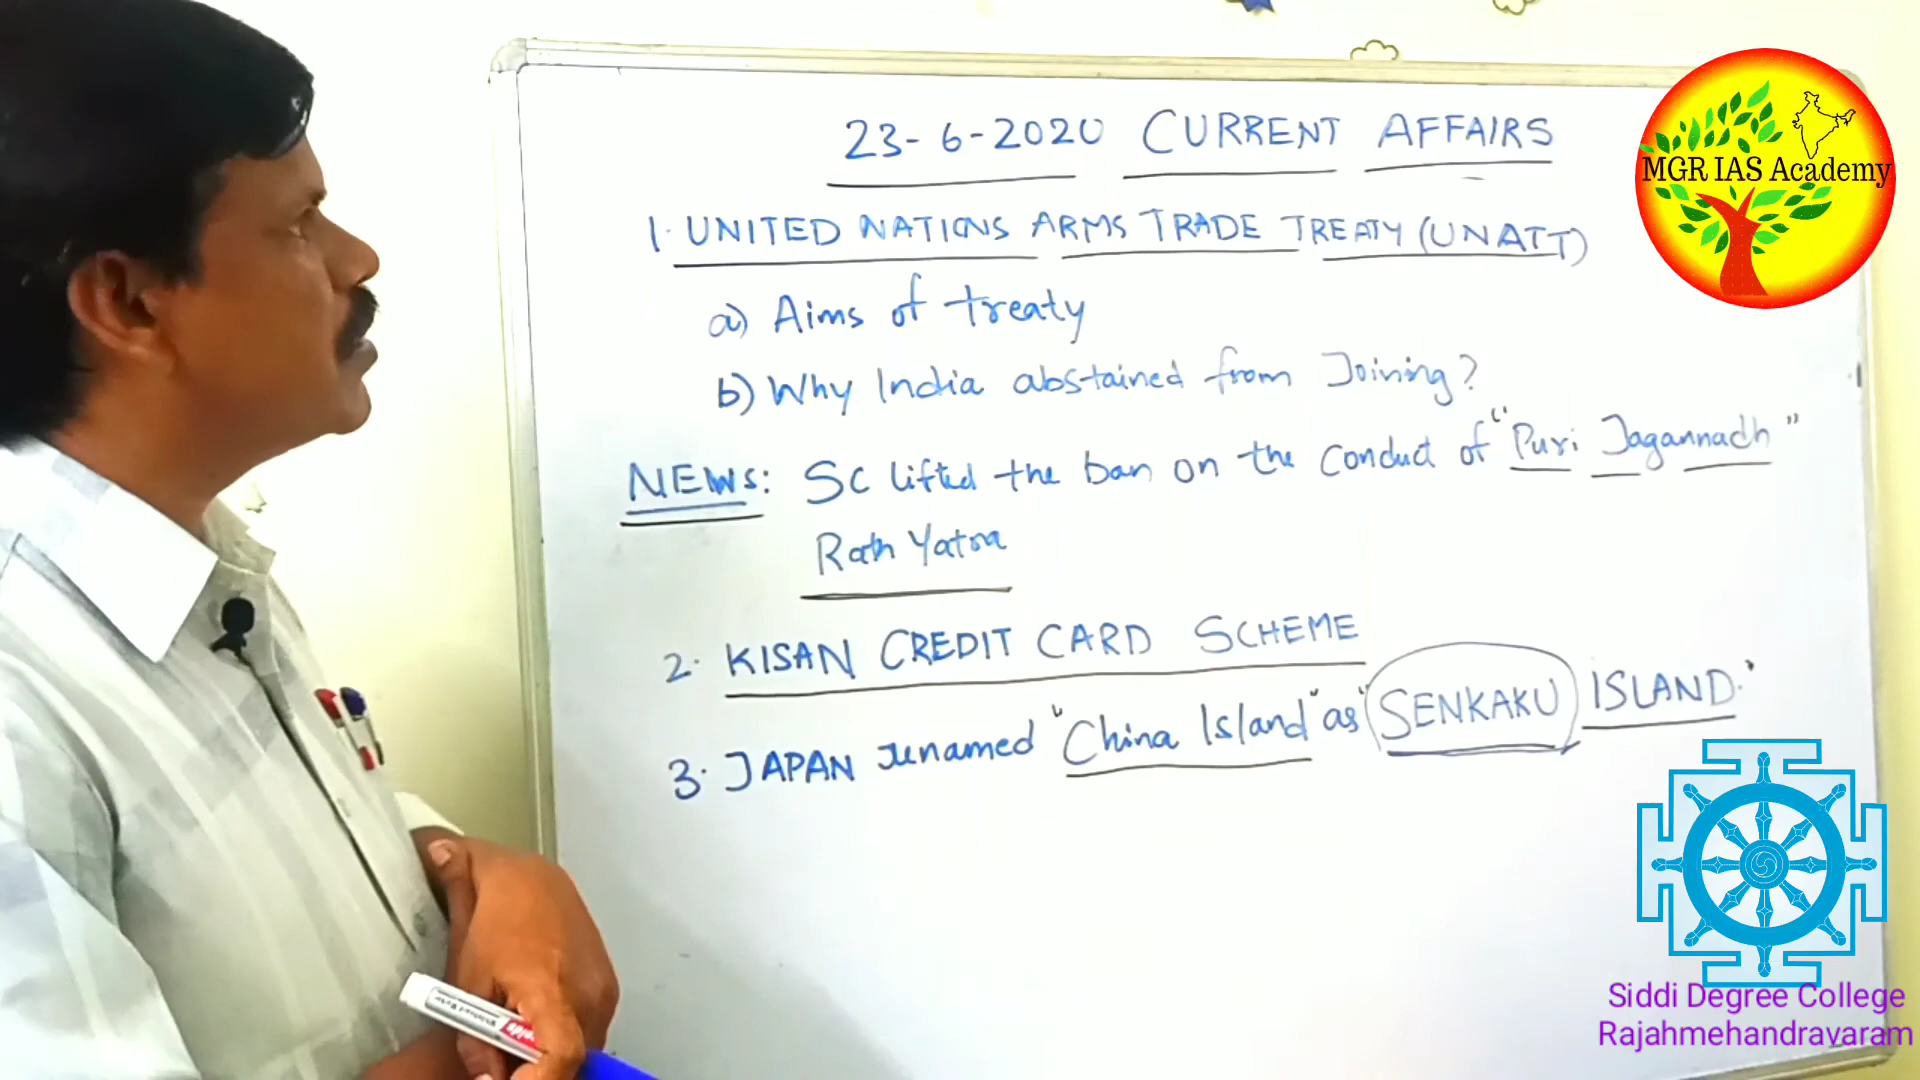 23-6-2020 CURRENT AFFAIRS
1. UNITED NATIONS ARMS TRADE TREATY (UNATT)
a) Aims of treaty
b) Why India abstained from Joining?
NEWS: SC lifted the ban on the conduct of "Puri Jagannadh"
Rath Yatra
2. KISAN CREDIT CARD SCHEME
3. JAPAN renamed "China Island" as "SENKAKU ISLAND."
MGR IAS Academy
Siddi Degree College
Rajahmehandravaram